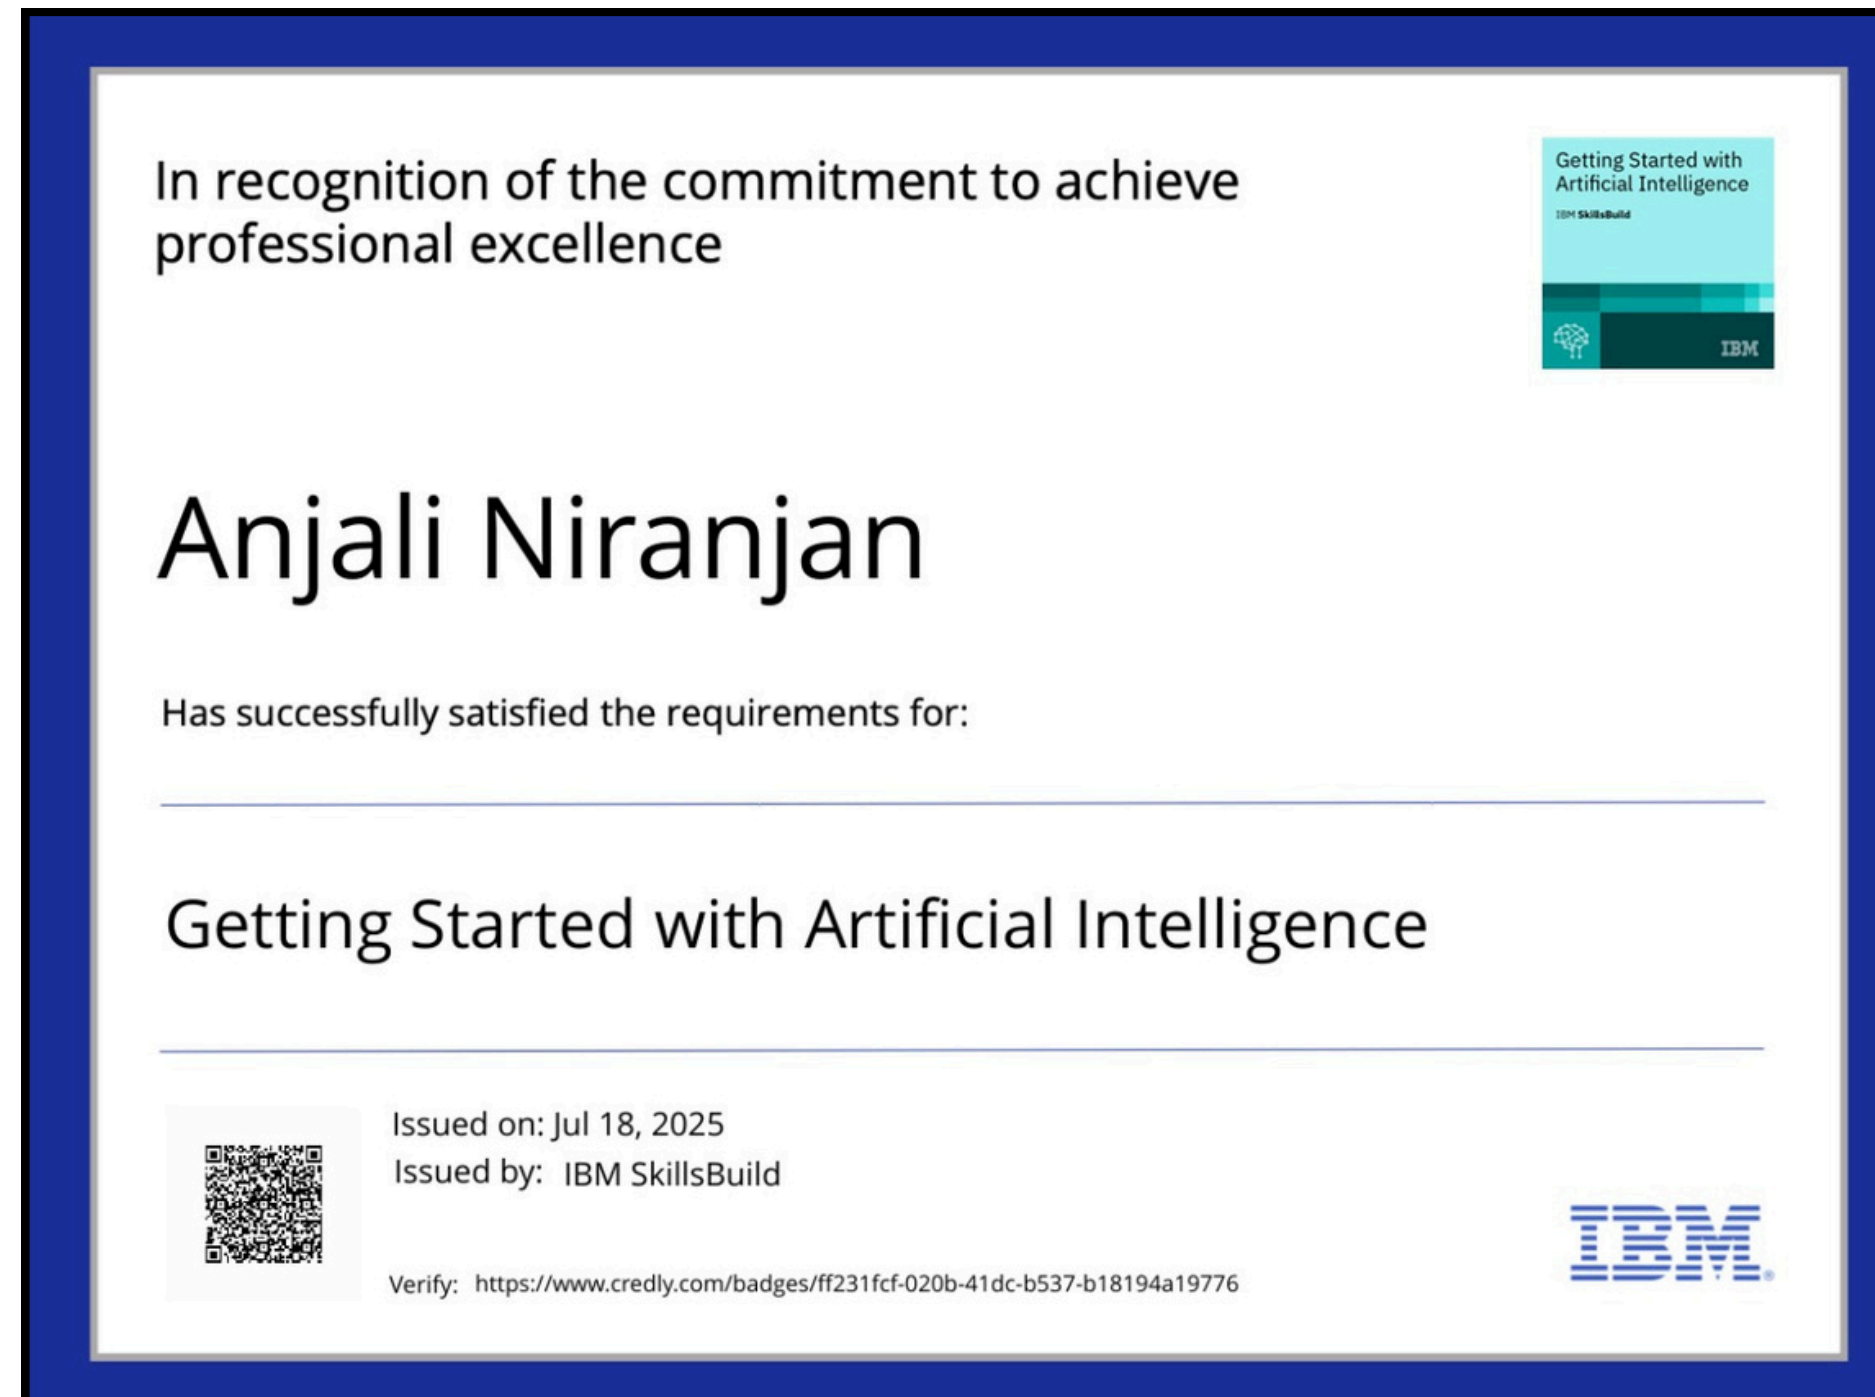 In recognition of the commitment to achieve
professional excellence
Getting Started with
Artificial Intelligence
IBM SkillsBuild
IBM
Anjali Niranjan
Has successfully satisfied the requirements for:
Getting Started with Artificial Intelligence
Issued on: Jul 18, 2025
Issued by: IBM SkillsBuild
IBM®
Verify: https://www.credly.com/badges/ff231fcf-020b-41dc-b537-b18194a19776